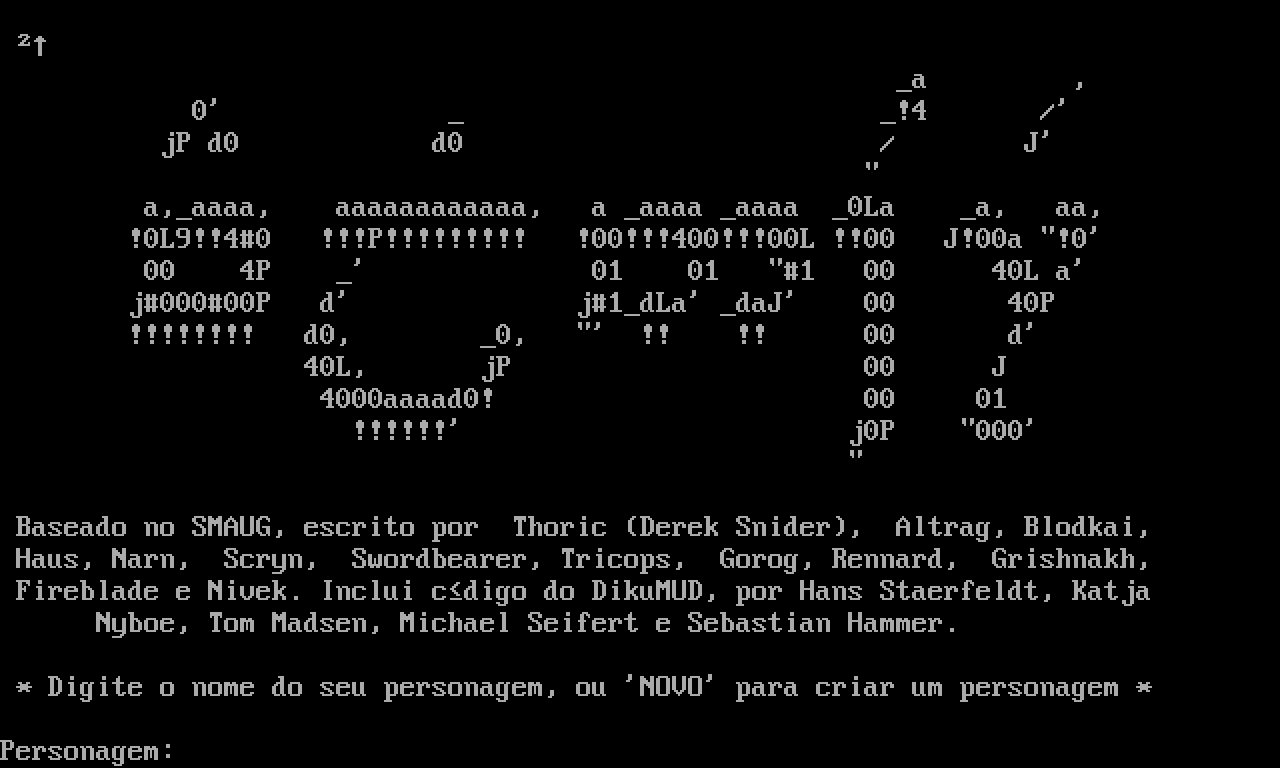 ²↑
                                                        _a         ,
            0'              _                          _!4       /'
          jP d0            d0                          /        J'
                                                      "
         a,_aaaa,    aaaaaaaaaaaa,   a _aaaa _aaaa  _0La    _a,   aa,
        !0L9!!4#0   !!!P!!!!!!!!!   !00!!!400!!!00L !!00   J!00a "!0'
         00    4P    _'              01    01   "#1   00      40L a'
        j#000#00P   d'              j#1_dLa' _daJ'    00       40P
        !!!!!!!!   d0,        _0,   "'  !!    !!      00       d'
                   40L,       jP                      00      J
                    4000aaaad0!                       00     01
                      !!!!!!'                        j0P    "000'
                                                     "
Baseado no SMAUG, escrito por  Thoric (Derek Snider),  Altrag, Blodkai,
Haus, Narn,  Scryn,  Swordbearer, Tricops,  Gorog, Rennard,  Grishnakh,
Fireblade e Nivek. Inclui c≤digo do DikuMUD, por Hans Staerfeldt, Katja
Nyboe, Tom Madsen, Michael Seifert e Sebastian Hammer.
* Digite o nome do seu personagem, ou 'NOVO' para criar um personagem *
Personagem: